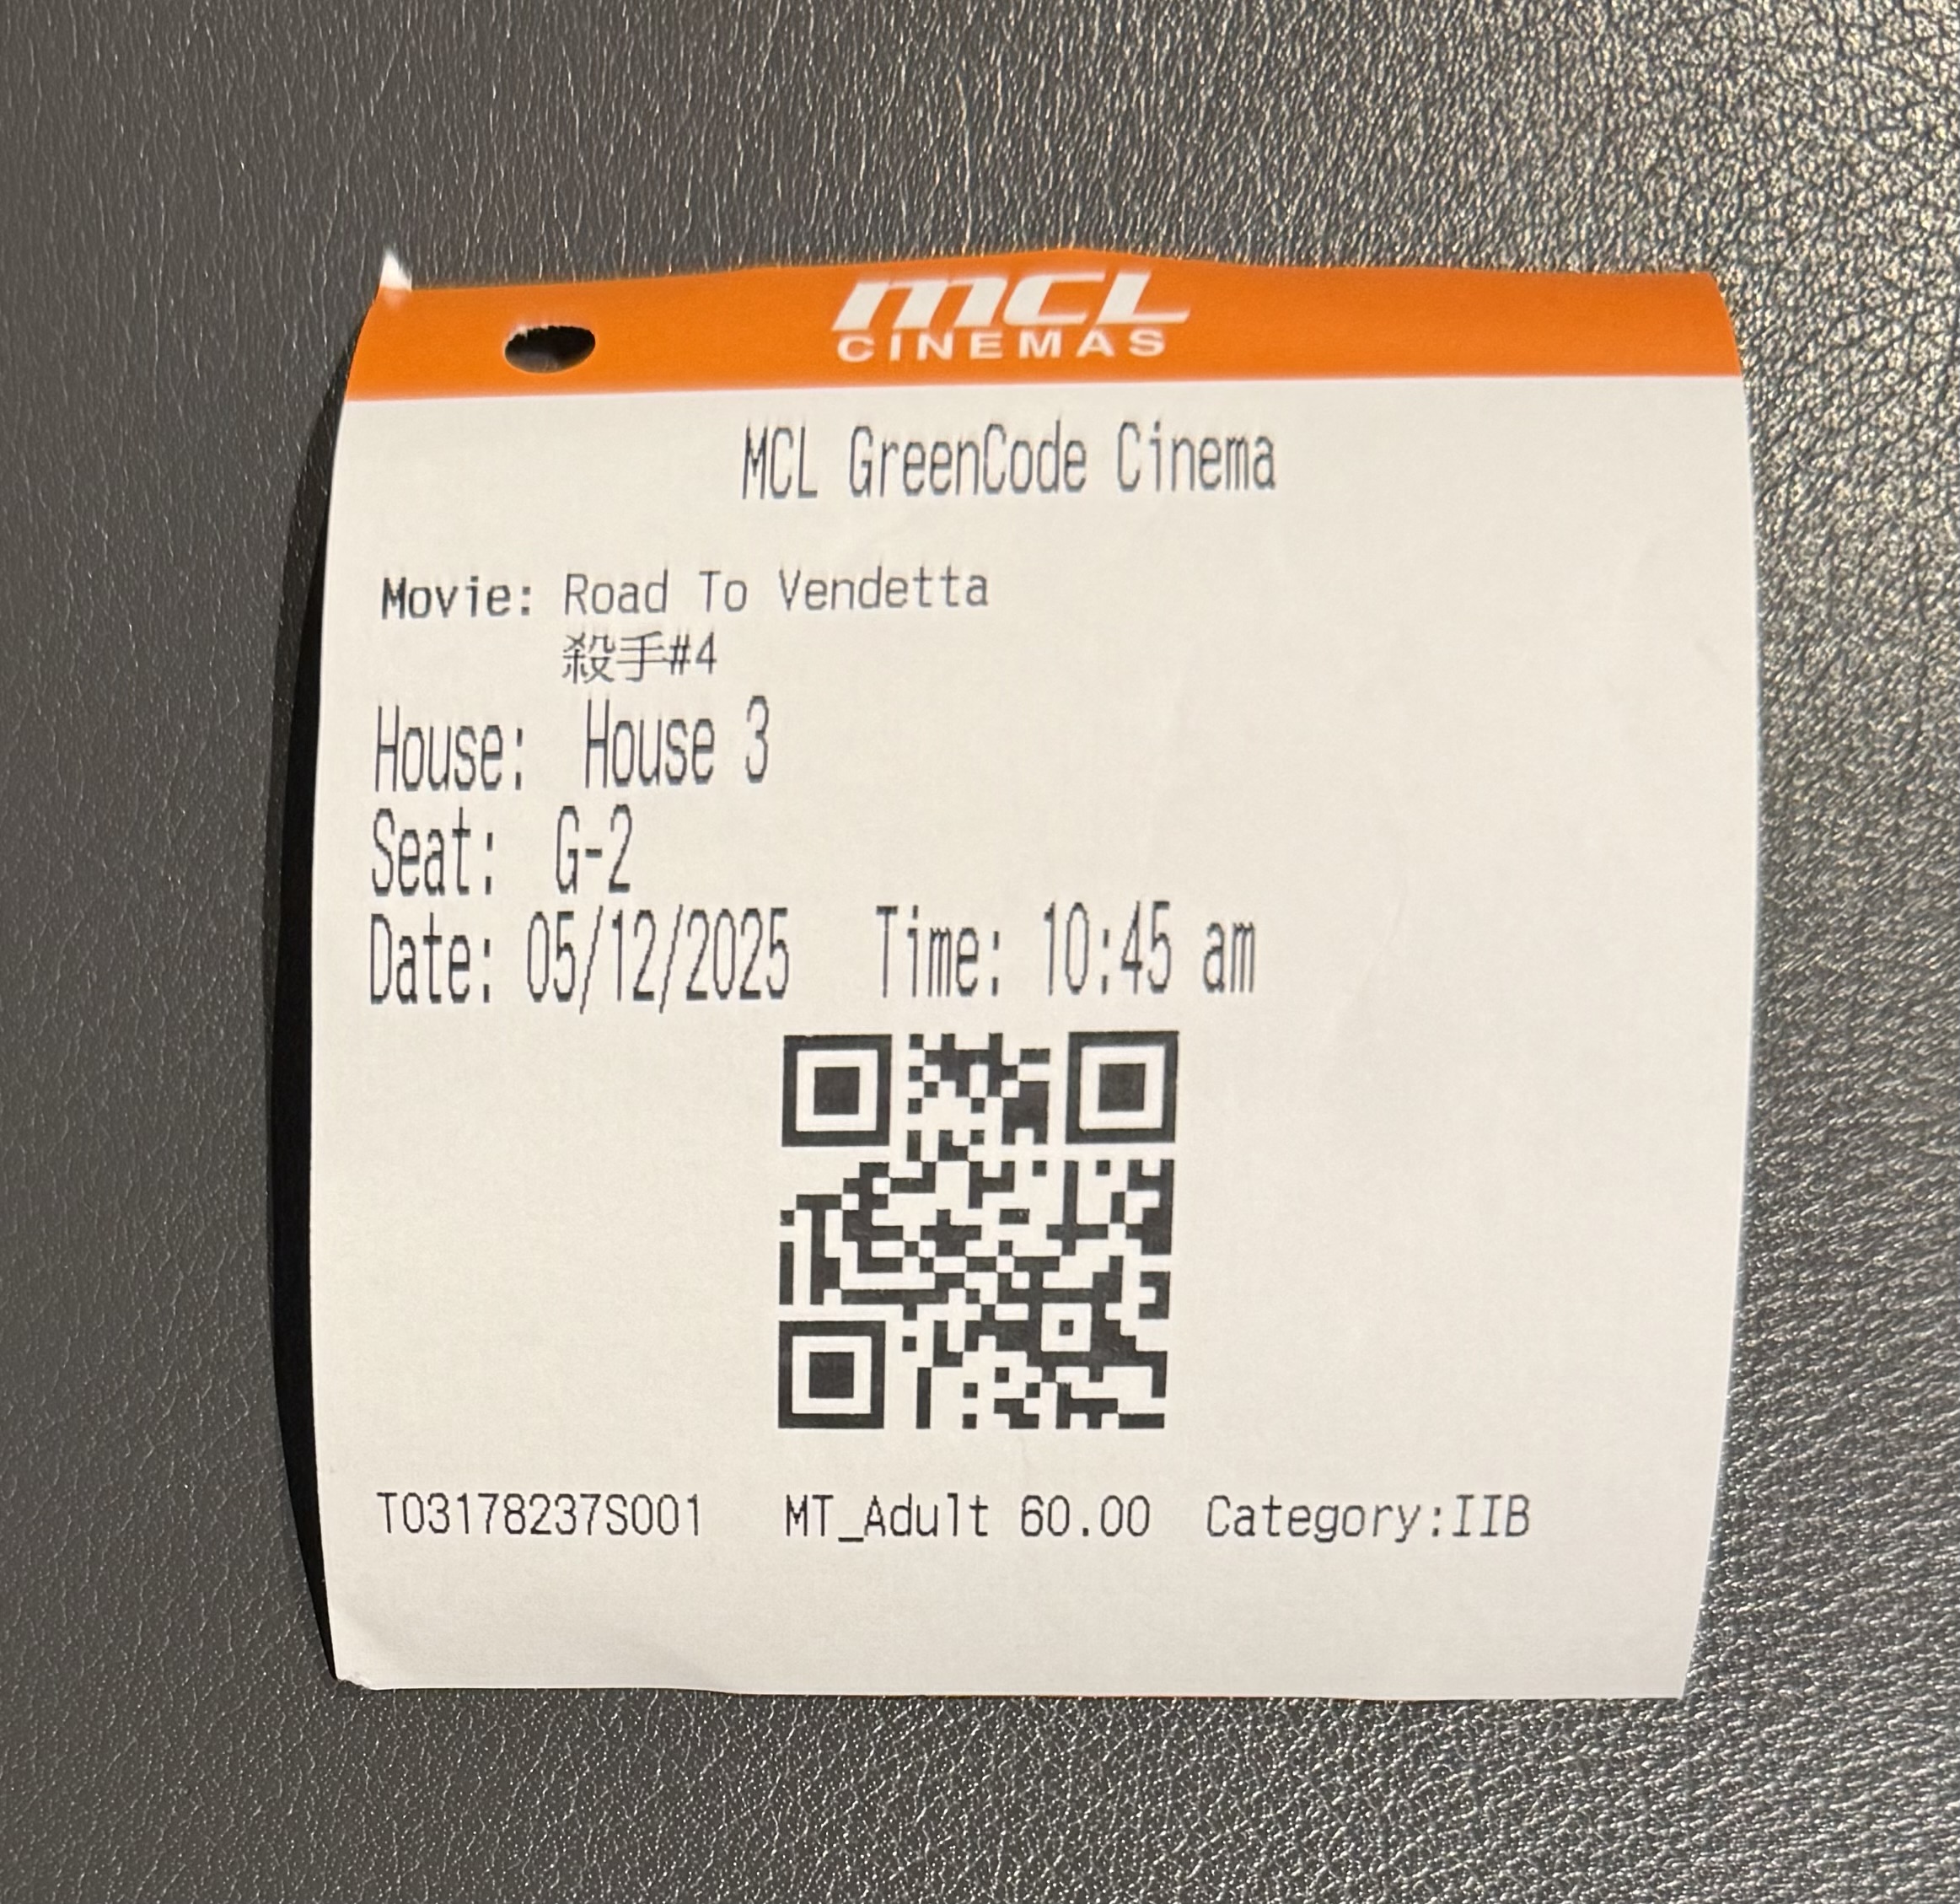 mCL
CINEMAS
MCL GreenCode Cinema
Movie: Road To Vendetta
殺手#4
House: House 3
Seat: G-2
Date: 05/12/2025 Time: 10:45 am
T03178237S001 MT_Adult 60.00 Category:IIB